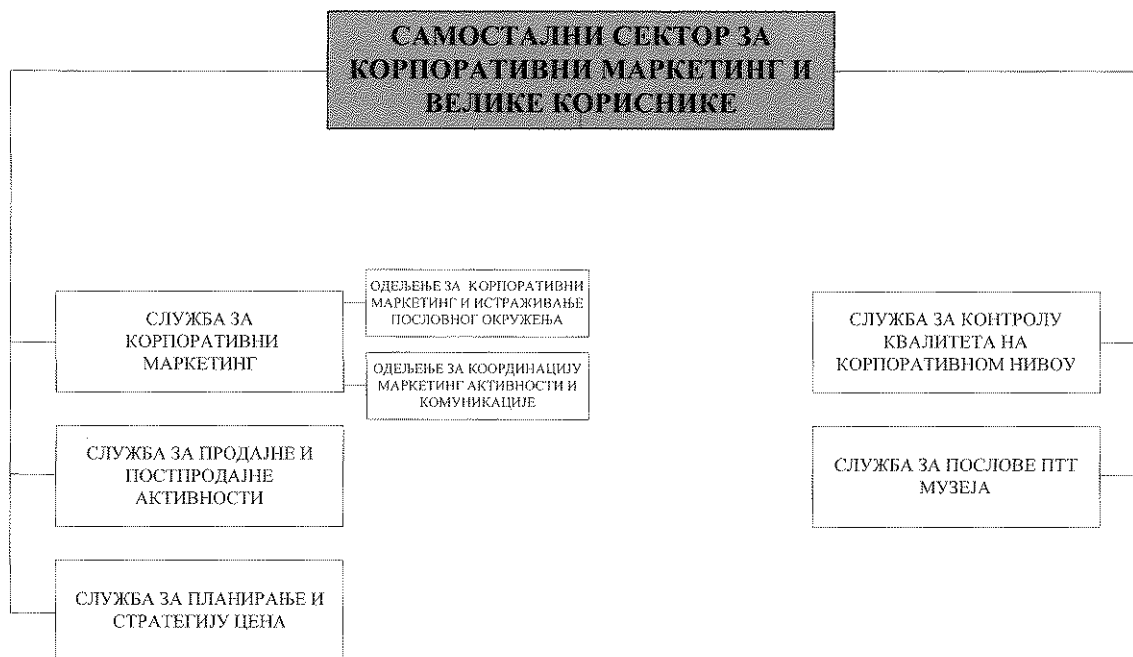 САМОСТАЛНИ СЕКТОР ЗА
КОРПОРАТИВНИ МАРКЕТИНГ И
ВЕЛИКЕ КОРИСНИКЕ
СЛУЖБА ЗА
КОРПОРАТИВНИ
МАРКЕТИНГ
ОДЕЉЕЊЕ ЗА КОРПОРАТИВНИ
МАРКЕТИНГ И ИСТРАЖИВАЊЕ
ПОСЛОВНОГ ОКРУЖЕЊА
ОДЕЉЕЊЕ ЗА КООРДИНАЦИЈУ
МАРКЕТИНГ АКТИВНОСТИ И
КОМУНИКАЦИЈЕ
СЛУЖБА ЗА ПРОДАЈНЕ И
ПОСТПРОДАЈНЕ
АКТИВНОСТИ
СЛУЖБА ЗА ПЛАНИРАЊЕ И
СТРАТЕГИЈУ ЦЕНА
СЛУЖБА ЗА КОНТРОЛУ
КВАЛИТЕТА НА
КОРПОРАТИВНОМ НИВОУ
СЛУЖБА ЗА ПОСЛОВЕ ПТТ
МУЗЕЈА